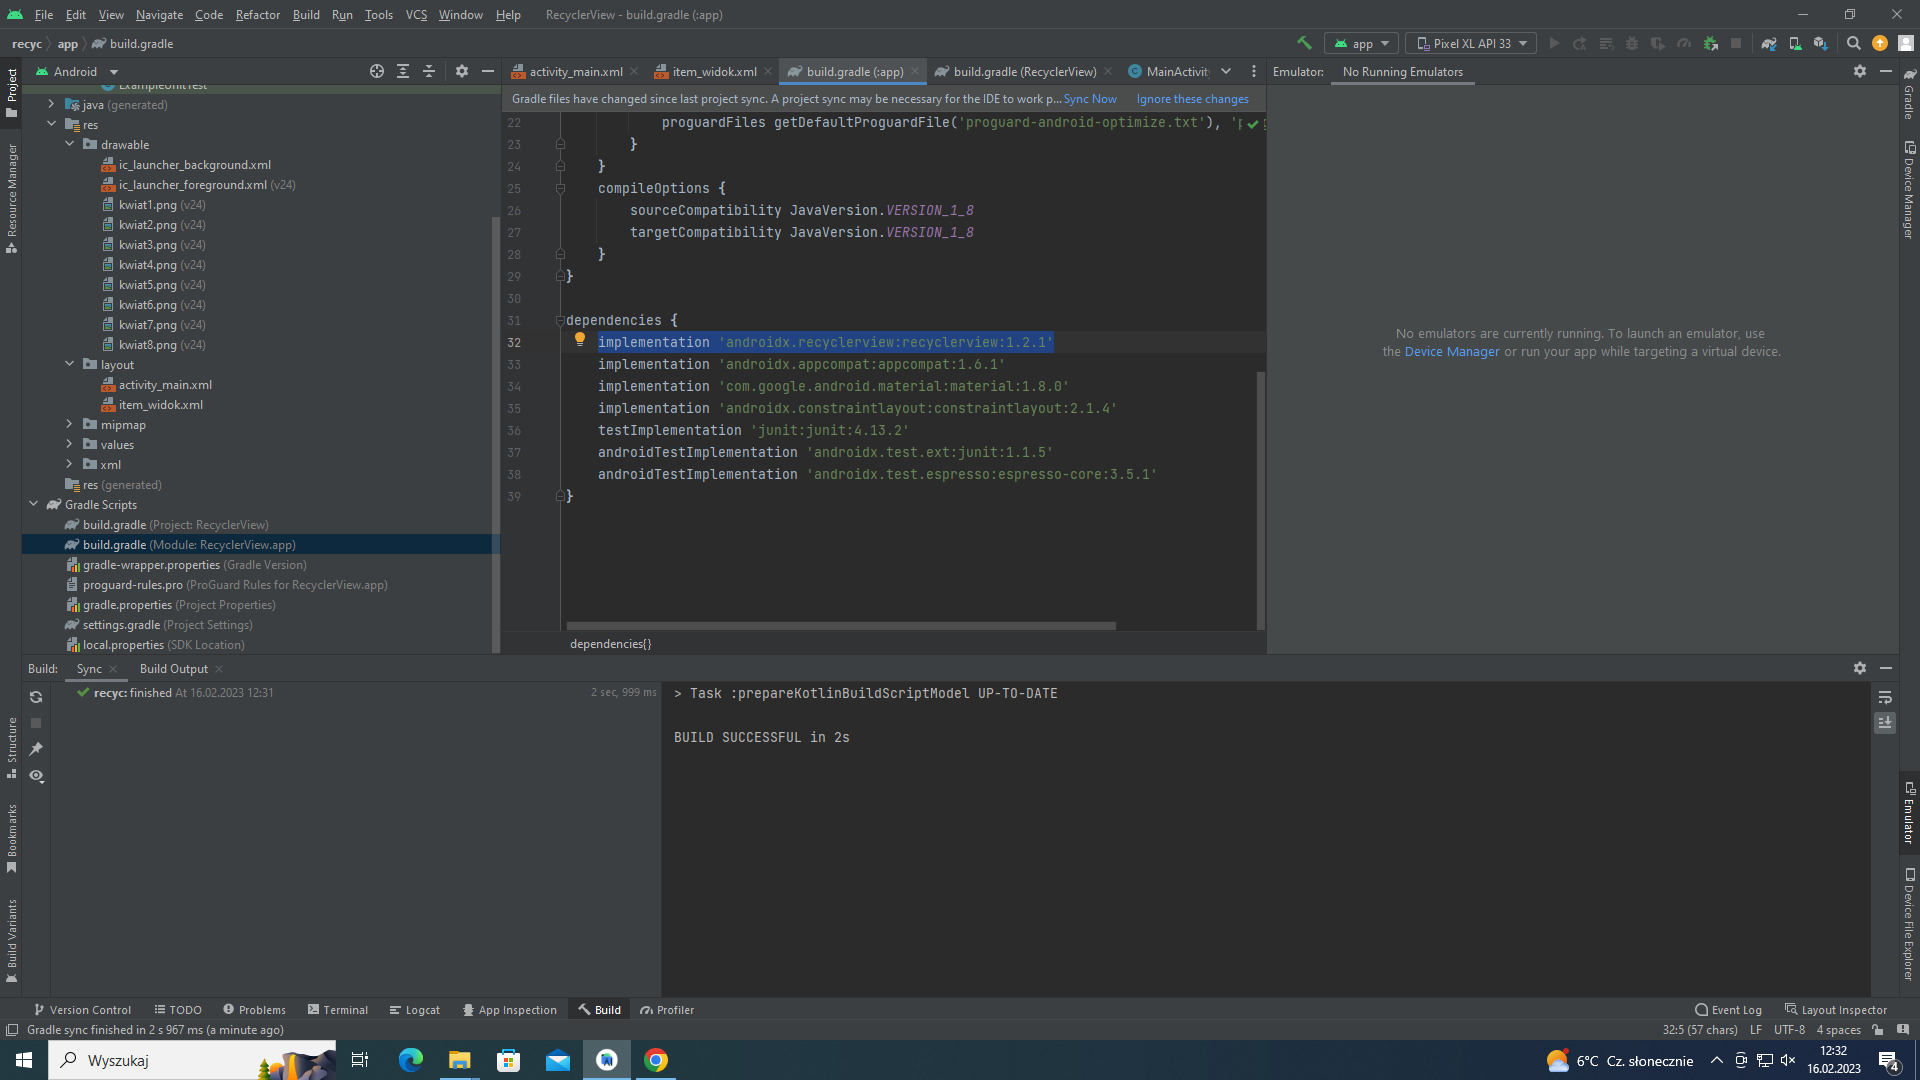 File Edit View Navigate Code Refactor Build Run Tools VCS Window Help RecyclerView - build.gradle (:app)
recyc app build.gradle
app Pixel XL API 33
Android
activity_main.xml item_widok.xml build.gradle (:app) build.gradle (RecyclerView) MainActivit
Emulator: No Running Emulators
Gradle files have changed since last project sync. A project sync may be necessary for the IDE to work p... Sync Now Ignore these changes
Project
Resource Manager
Structure
Bookmarks
Build Variants
ExampleUnitTest
java (generated)
res
drawable
ic_launcher_background.xml
ic_launcher_foreground.xml (v24)
kwiat1.png (v24)
kwiat2.png (v24)
kwiat3.png (v24)
kwiat4.png (v24)
kwiat5.png (v24)
kwiat6.png (v24)
kwiat7.png (v24)
kwiat8.png (v24)
layout
activity_main.xml
item_widok.xml
mipmap
values
xml
res (generated)
Gradle Scripts
build.gradle (Project: RecyclerView)
build.gradle (Module: RecyclerView.app)
gradle-wrapper.properties (Gradle Version)
proguard-rules.pro (ProGuard Rules for RecyclerView.app)
gradle.properties (Project Properties)
settings.gradle (Project Settings)
local.properties (SDK Location)
22 proguardFiles getDefaultProguardFile('proguard-android-optimize.txt'), 'p
23 }
24 }
25 compileOptions {
26 sourceCompatibility JavaVersion.VERSION_1_8
27 targetCompatibility JavaVersion.VERSION_1_8
28 }
29 }
30
31 dependencies {
32 implementation 'androidx.recyclerview:recyclerview:1.2.1'
33 implementation 'androidx.appcompat:appcompat:1.6.1'
34 implementation 'com.google.android.material:material:1.8.0'
35 implementation 'androidx.constraintlayout:constraintlayout:2.1.4'
36 testImplementation 'junit:junit:4.13.2'
37 androidTestImplementation 'androidx.test.ext:junit:1.1.5'
38 androidTestImplementation 'androidx.test.espresso:espresso-core:3.5.1'
39 }
dependencies{}
No emulators are currently running. To launch an emulator, use
the Device Manager or run your app while targeting a virtual device.
Gradle
Device Manager
Emulator
Device File Explorer
Build: Sync Build Output
recyc: finished At 16.02.2023 12:31 2 sec, 999 ms
> Task :prepareKotlinBuildScriptModel UP-TO-DATE
BUILD SUCCESSFUL in 2s
Version Control TODO Problems Terminal Logcat App Inspection Build Profiler Event Log Layout Inspector
Gradle sync finished in 2 s 967 ms (a minute ago) 32:5 (57 chars) LF UTF-8 4 spaces
Wyszukaj 6°C Cz. słonecznie 12:32
16.02.2023
4